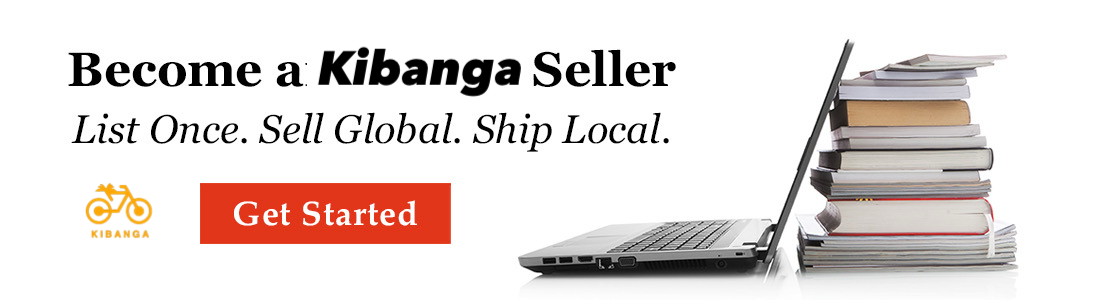 Become a Kibanga Seller
List Once. Sell Global. Ship Local.
KIBANGA
Get Started